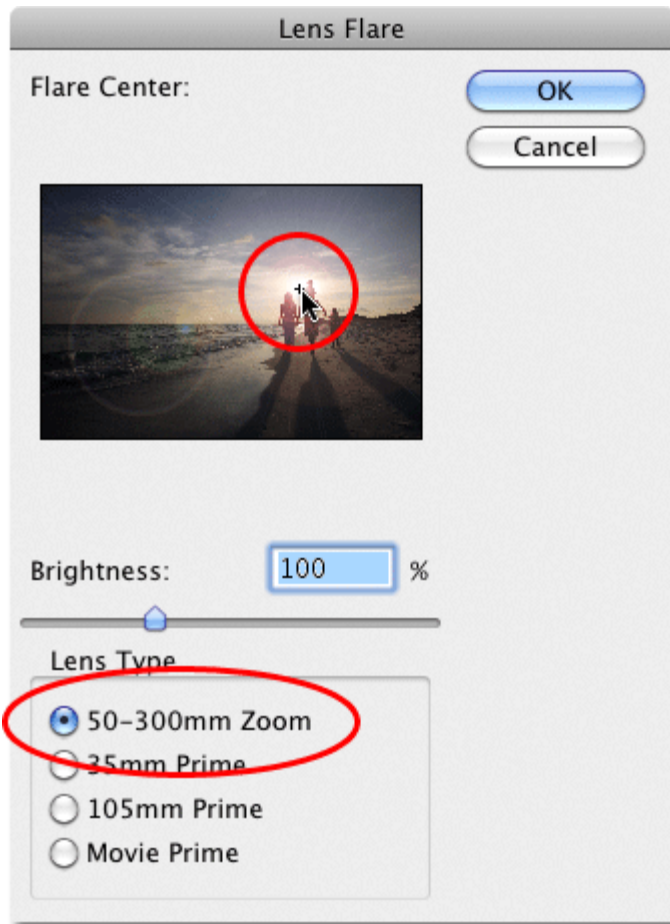 Lens Flare
Flare Center:
OK
Cancel
Brightness: 100 %
Lens Type
50-300mm Zoom
35mm Prime
105mm Prime
Movie Prime